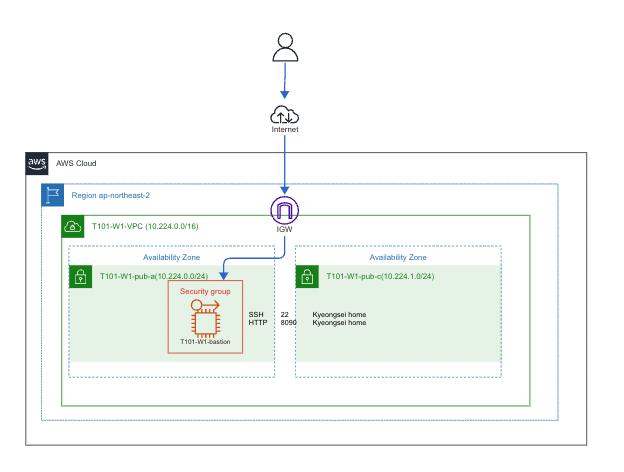 Internet
aws
AWS Cloud
Region ap-northeast-2
T101-W1-VPC (10.224.0.0/16)
IGW
Availability Zone
Availability Zone
T101-W1-pub-a(10.224.0.0/24)
T101-W1-pub-c(10.224.1.0/24)
Security group
SSH 22 Kyeongsei home
HTTP 8090 Kyeongsei home
T101-W1-bastion